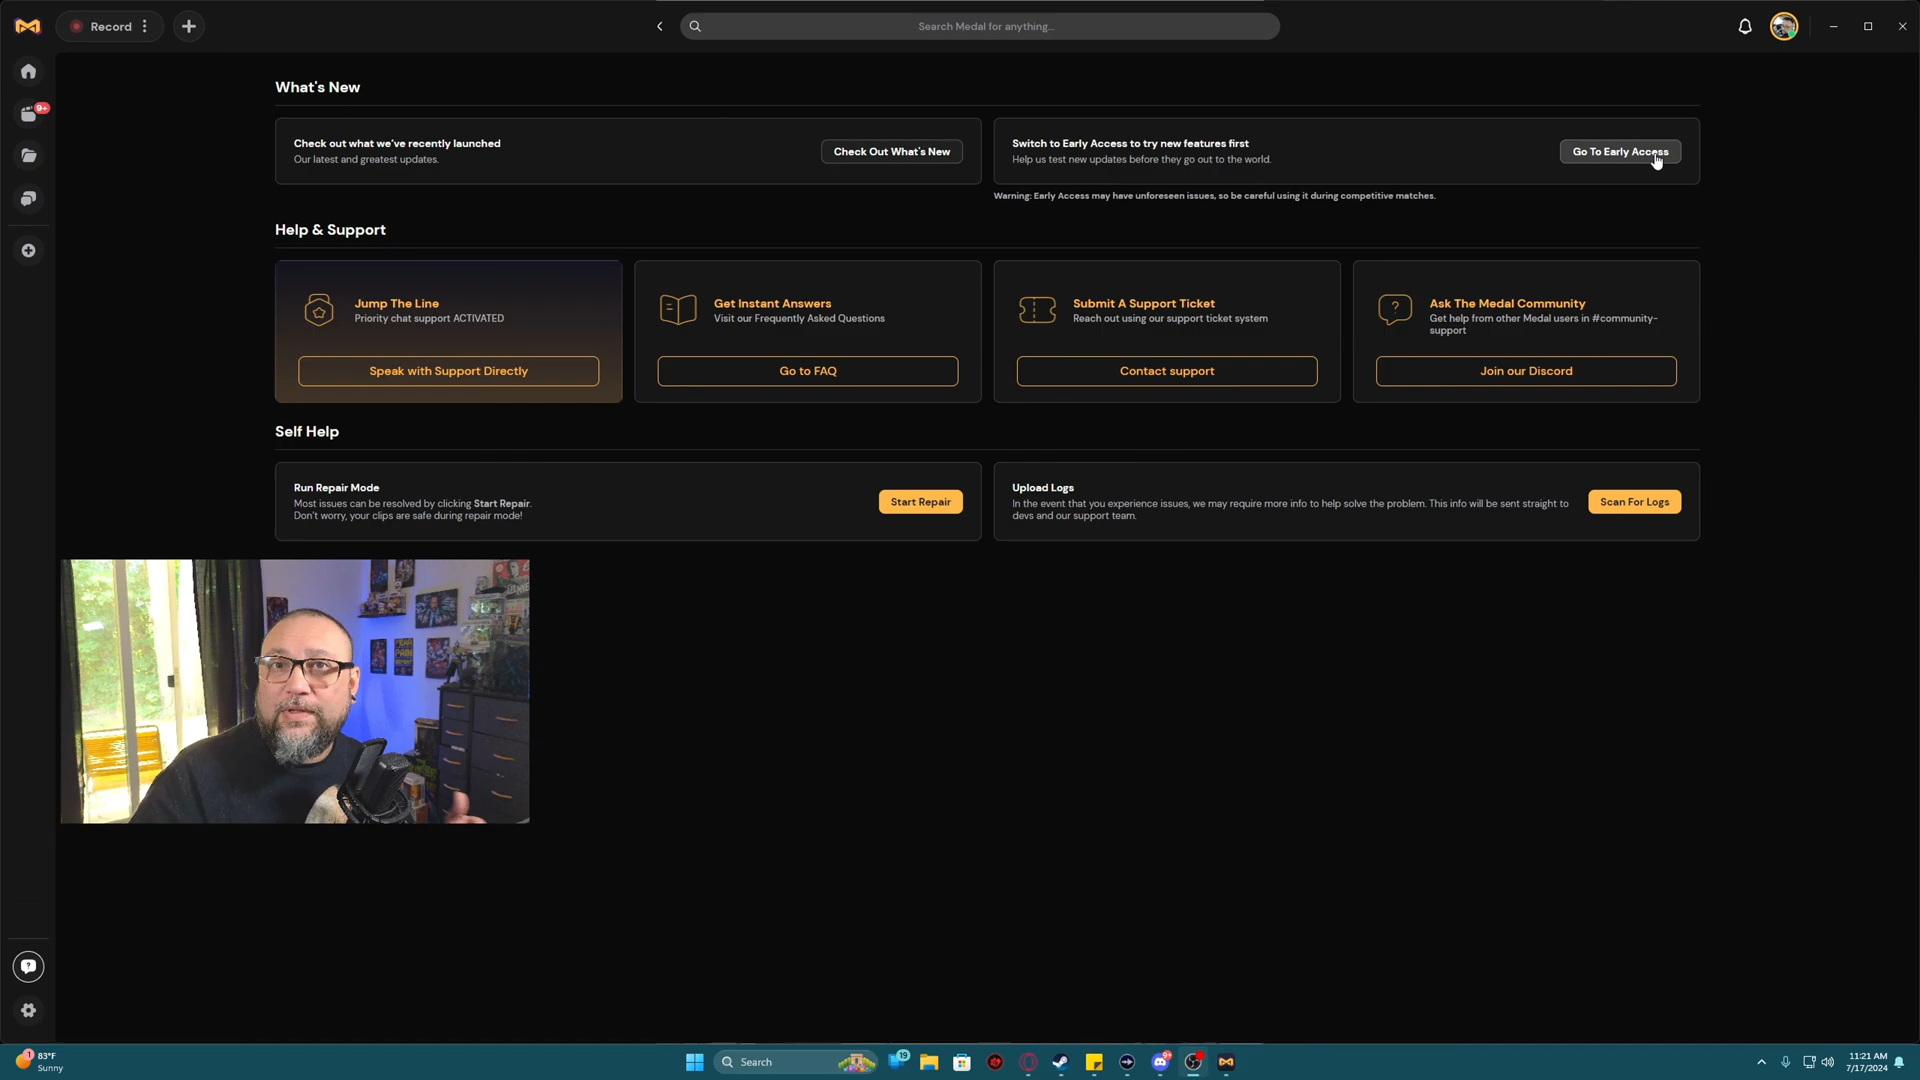 Record
Search Medal for anything...
9+
What's New
Check out what we've recently launched
Our latest and greatest updates.
Check Out What's New
Switch to Early Access to try new features first
Help us test new updates before they go out to the world.
Go To Early Access
Warning: Early Access may have unforeseen issues, so be careful using it during competitive matches.
Help & Support
Jump The Line
Priority chat support ACTIVATED
Speak with Support Directly
Get Instant Answers
Visit our Frequently Asked Questions
Go to FAQ
Submit A Support Ticket
Reach out using our support ticket system
Contact support
Ask The Medal Community
Get help from other Medal users in #community-
support
Join our Discord
Self Help
Run Repair Mode
Most issues can be resolved by clicking Start Repair.
Don't worry, your clips are safe during repair mode!
Start Repair
Upload Logs
In the event that you experience issues, we may require more info to help solve the problem. This info will be sent straight to
devs and our support team.
Scan For Logs
1
83°F
Sunny
Search
19
9+
11:21 AM
7/17/2024